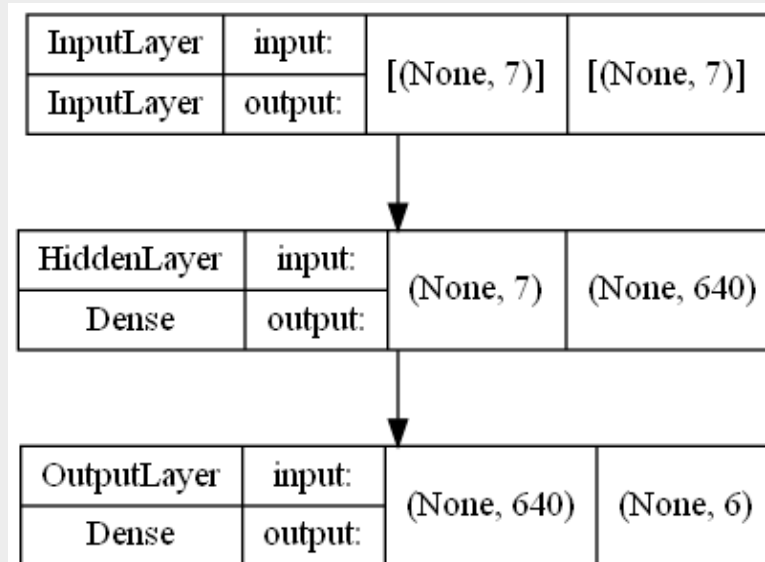 InputLayer input: [(None, 7)] [(None, 7)]
InputLayer output:
HiddenLayer input: (None, 7) (None, 640)
Dense output:
OutputLayer input: (None, 640) (None, 6)
Dense output: